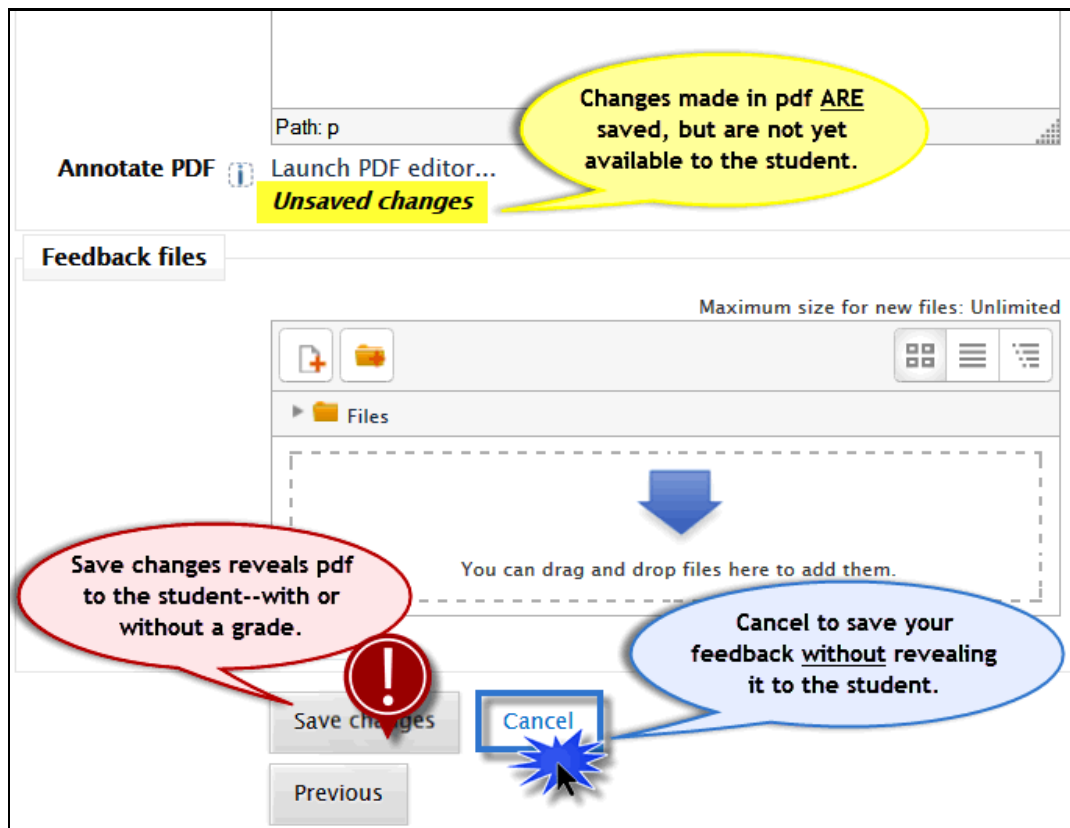 Changes made in pdf ARE
saved, but are not yet
available to the student.
Path: p
Annotate PDF
Launch PDF editor...
Unsaved changes
Feedback files
Maximum size for new files: Unlimited
Files
You can drag and drop files here to add them.
Save changes reveals pdf
to the student--with or
without a grade.
Cancel to save your
feedback without revealing
it to the student.
Save changes
Cancel
Previous